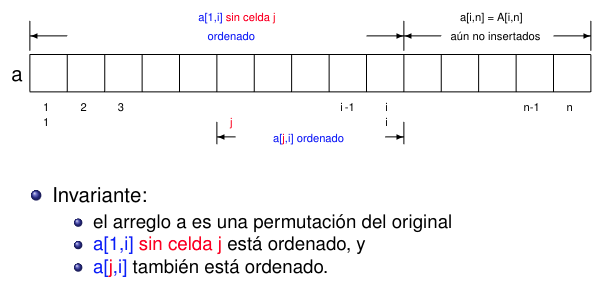 a[1,i] sin celda j a[i,n] = A[i,n]
ordenado aún no insertados
a
1 2 3 i-1 i n-1 n
1 j i
a[j,i] ordenado
Invariante:
el arreglo a es una permutación del original
a[1,i] sin celda j está ordenado, y
a[j,i] también está ordenado.